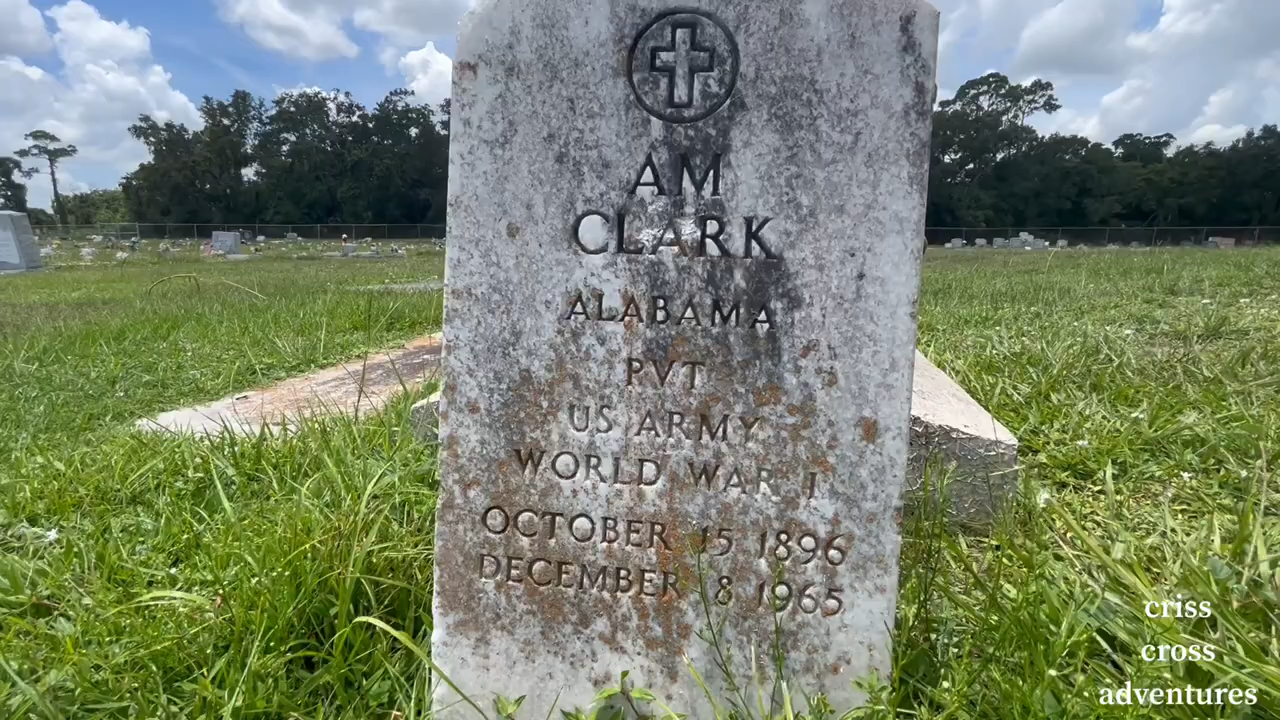 AM
CLARK
ALABAMA
PVT
US ARMY
WORLD WAR I
OCTOBER 15 1896
DECEMBER 8 1965
criss
cross
adventures